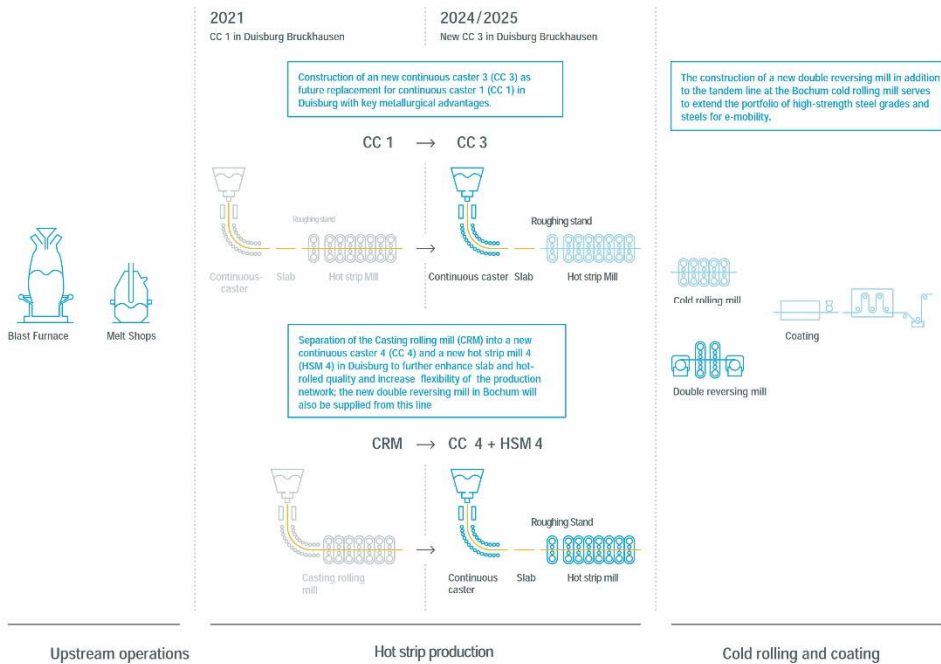 2021
CC 1 in Duisburg Bruckhausen
2024/2025
New CC 3 in Duisburg Bruckhausen
Construction of an new continuous caster 3 (CC 3) as
future replacement for continuous caster 1 (CC 1) in
Duisburg with key metallurgical advantages.
The construction of a new double reversing mill in addition
to the tandem line at the Bochum cold rolling mill serves
to extend the portfolio of high-strength steel grades and
steels for e-mobility.
CC 1 → CC 3
Roughing stand
Roughing stand
Continuous-
caster
Slab
Hot strip Mill
Continuous caster
Slab
Hot strip Mill
Blast Furnace
Melt Shops
Cold rolling mill
Coating
Double reversing mill
Separation of the Casting rolling mill (CRM) into a new
continuous caster 4 (CC 4) and a new hot strip mill 4
(HSM 4) in Duisburg to further enhance slab and hot-
rolled quality and increase flexibility of the production
network; the new double reversing mill in Bochum will
also be supplied from this line
CRM → CC 4 + HSM 4
Roughing Stand
Casting rolling
mill
Continuous
caster
Slab
Hot strip mill
Upstream operations
Hot strip production
Cold rolling and coating